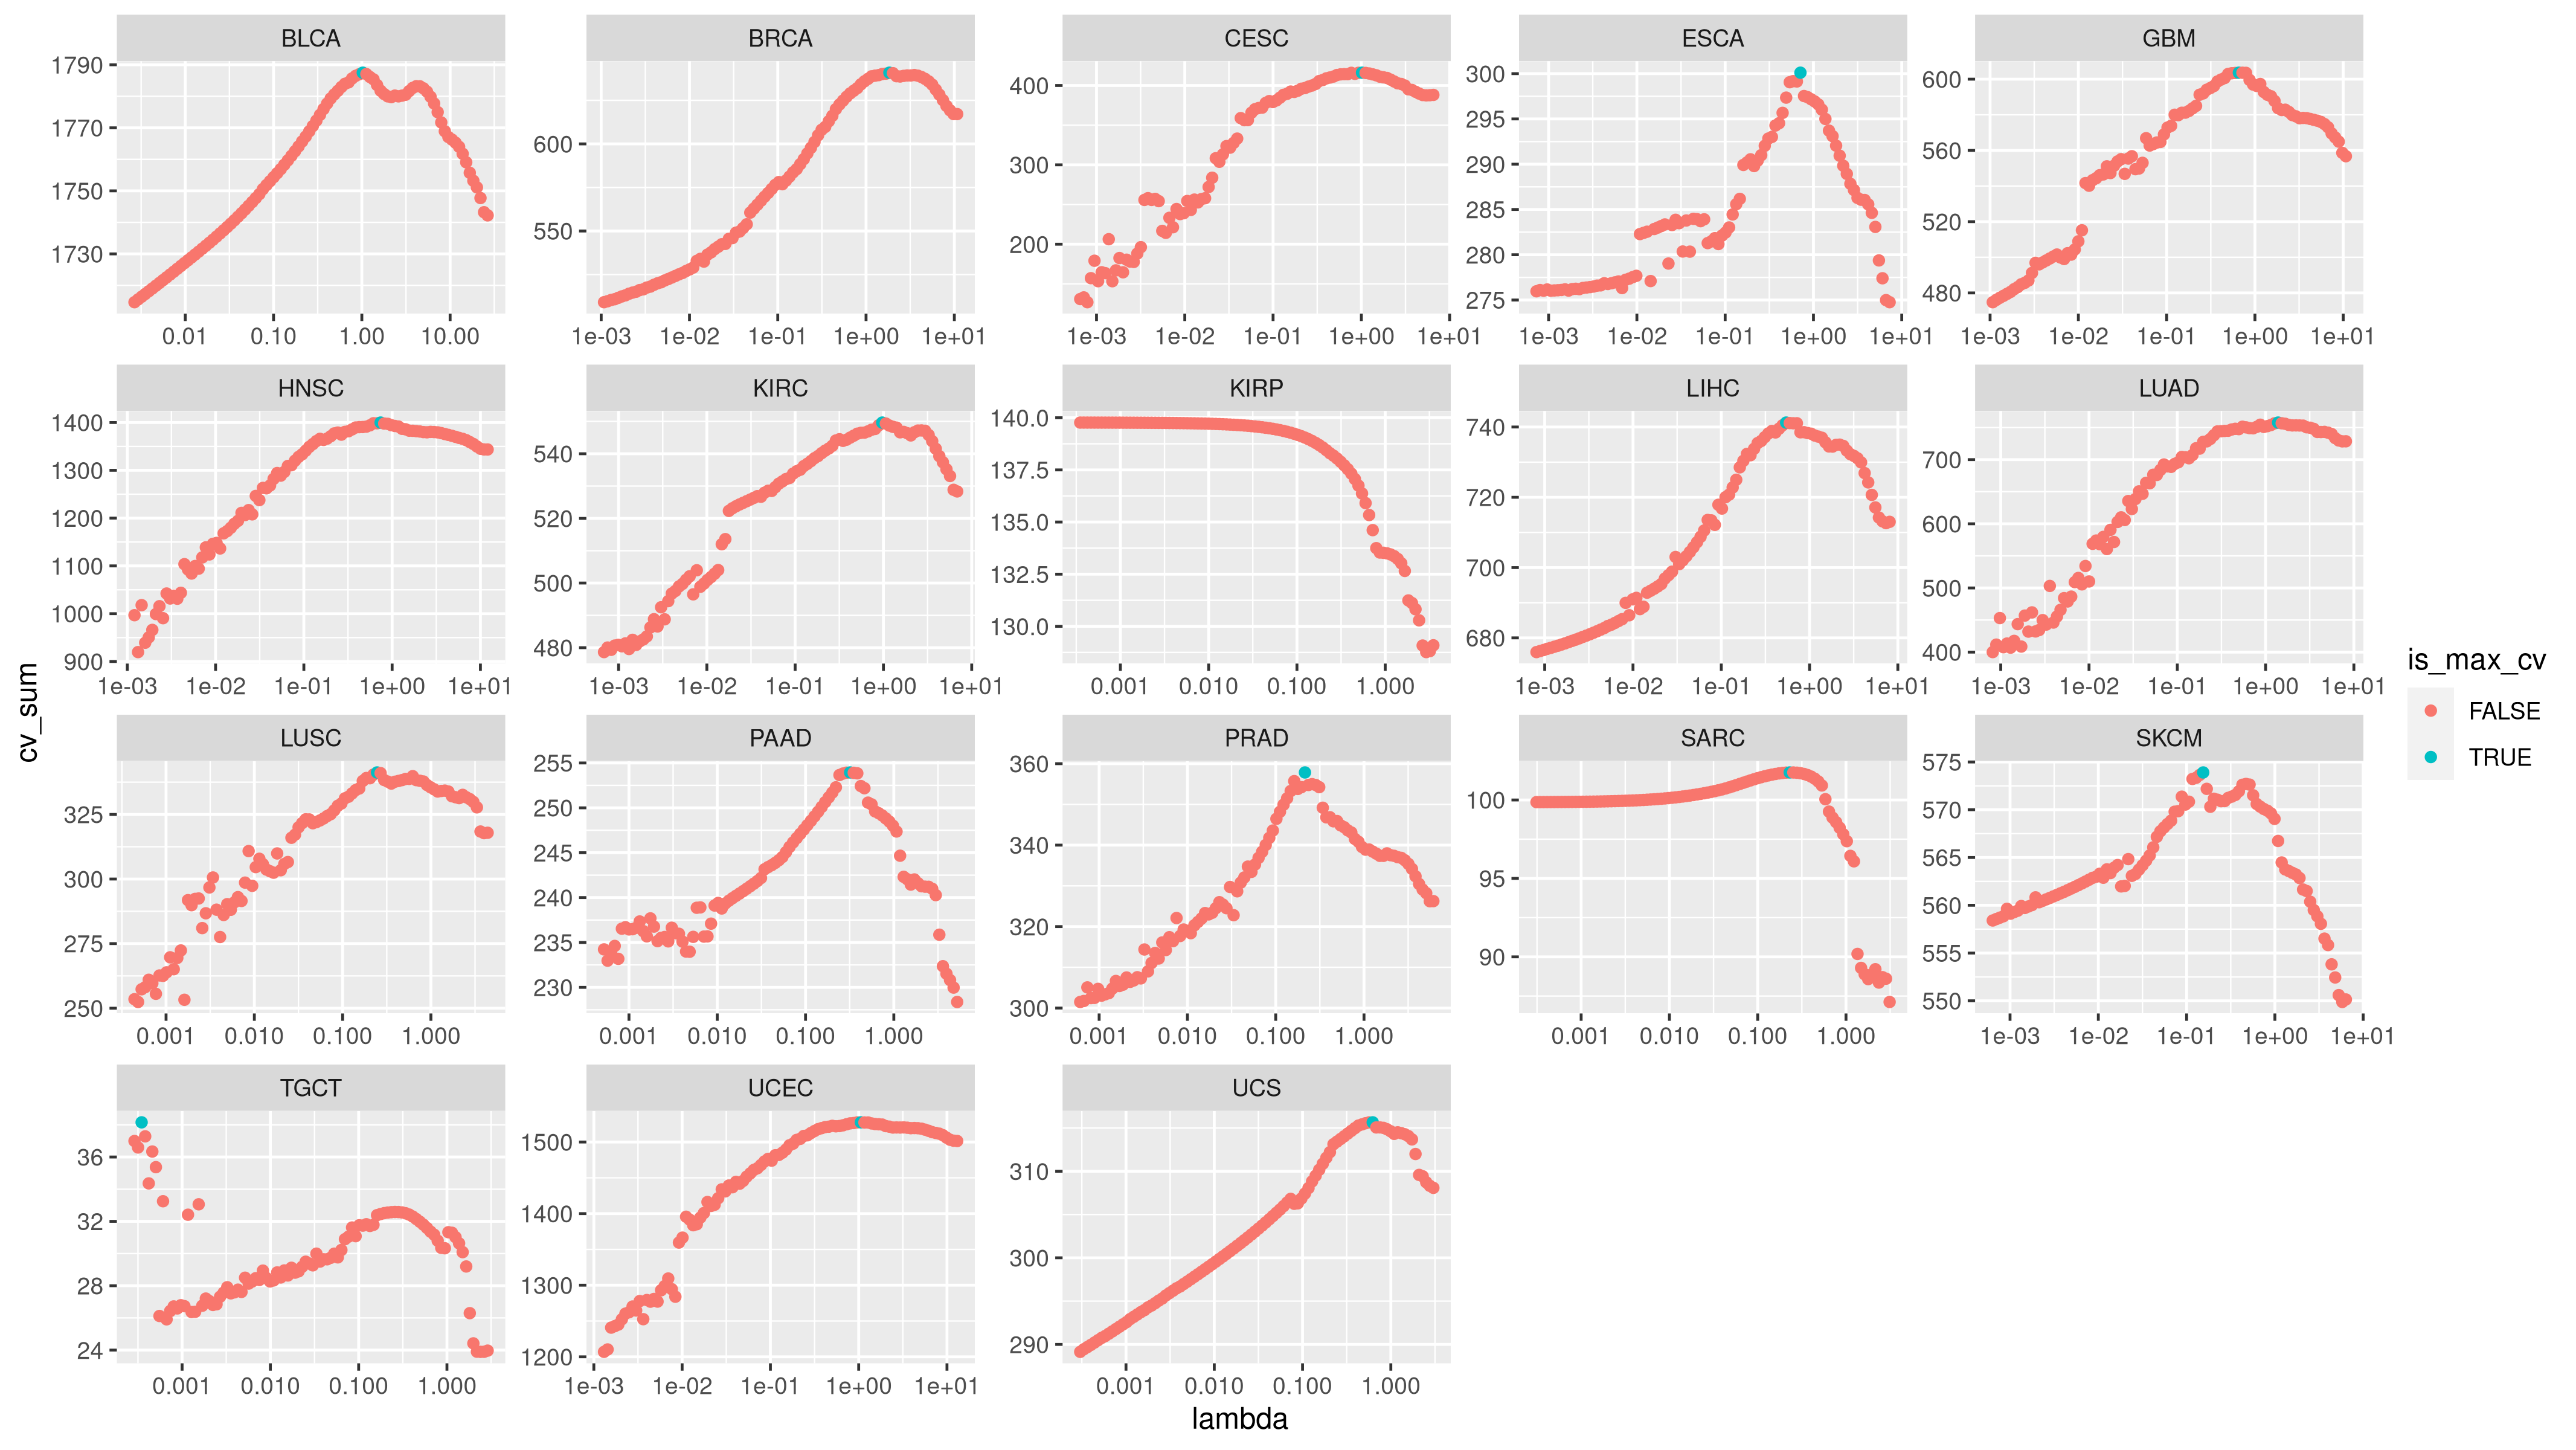 BLCA BRCA CESC ESCA GBM
1790
1770
1750
1730
0.01 0.10 1.00 10.00
600
550
1e-03 1e-02 1e-01 1e+00 1e+01
400
300
200
1e-03 1e-02 1e-01 1e+00 1e+01
300
295
290
285
280
275
1e-03 1e-02 1e-01 1e+00 1e+01
600
560
520
480
1e-03 1e-02 1e-01 1e+00 1e+01
HNSC KIRC KIRP LIHC LUAD
1400
1300
1200
1100
1000
900
1e-03 1e-02 1e-01 1e+00 1e+01
540
520
500
480
1e-03 1e-02 1e-01 1e+00 1e+01
140.0
137.5
135.0
132.5
130.0
0.001 0.010 0.100 1.000
740
720
700
680
1e-03 1e-02 1e-01 1e+00 1e+01
700
600
500
400
1e-03 1e-02 1e-01 1e+00 1e+01
LUSC PAAD PRAD SARC SKCM
325
300
275
250
0.001 0.010 0.100 1.000
255
250
245
240
235
230
0.001 0.010 0.100 1.000
360
340
320
300
0.001 0.010 0.100 1.000
100
95
90
0.001 0.010 0.100 1.000
575
570
565
560
555
550
1e-03 1e-02 1e-01 1e+00 1e+01
TGCT UCEC UCS
36
32
28
24
0.001 0.010 0.100 1.000
1500
1400
1300
1200
1e-03 1e-02 1e-01 1e+00 1e+01
310
300
290
0.001 0.010 0.100 1.000
cv_sum
lambda
is_max_cv
FALSE
TRUE